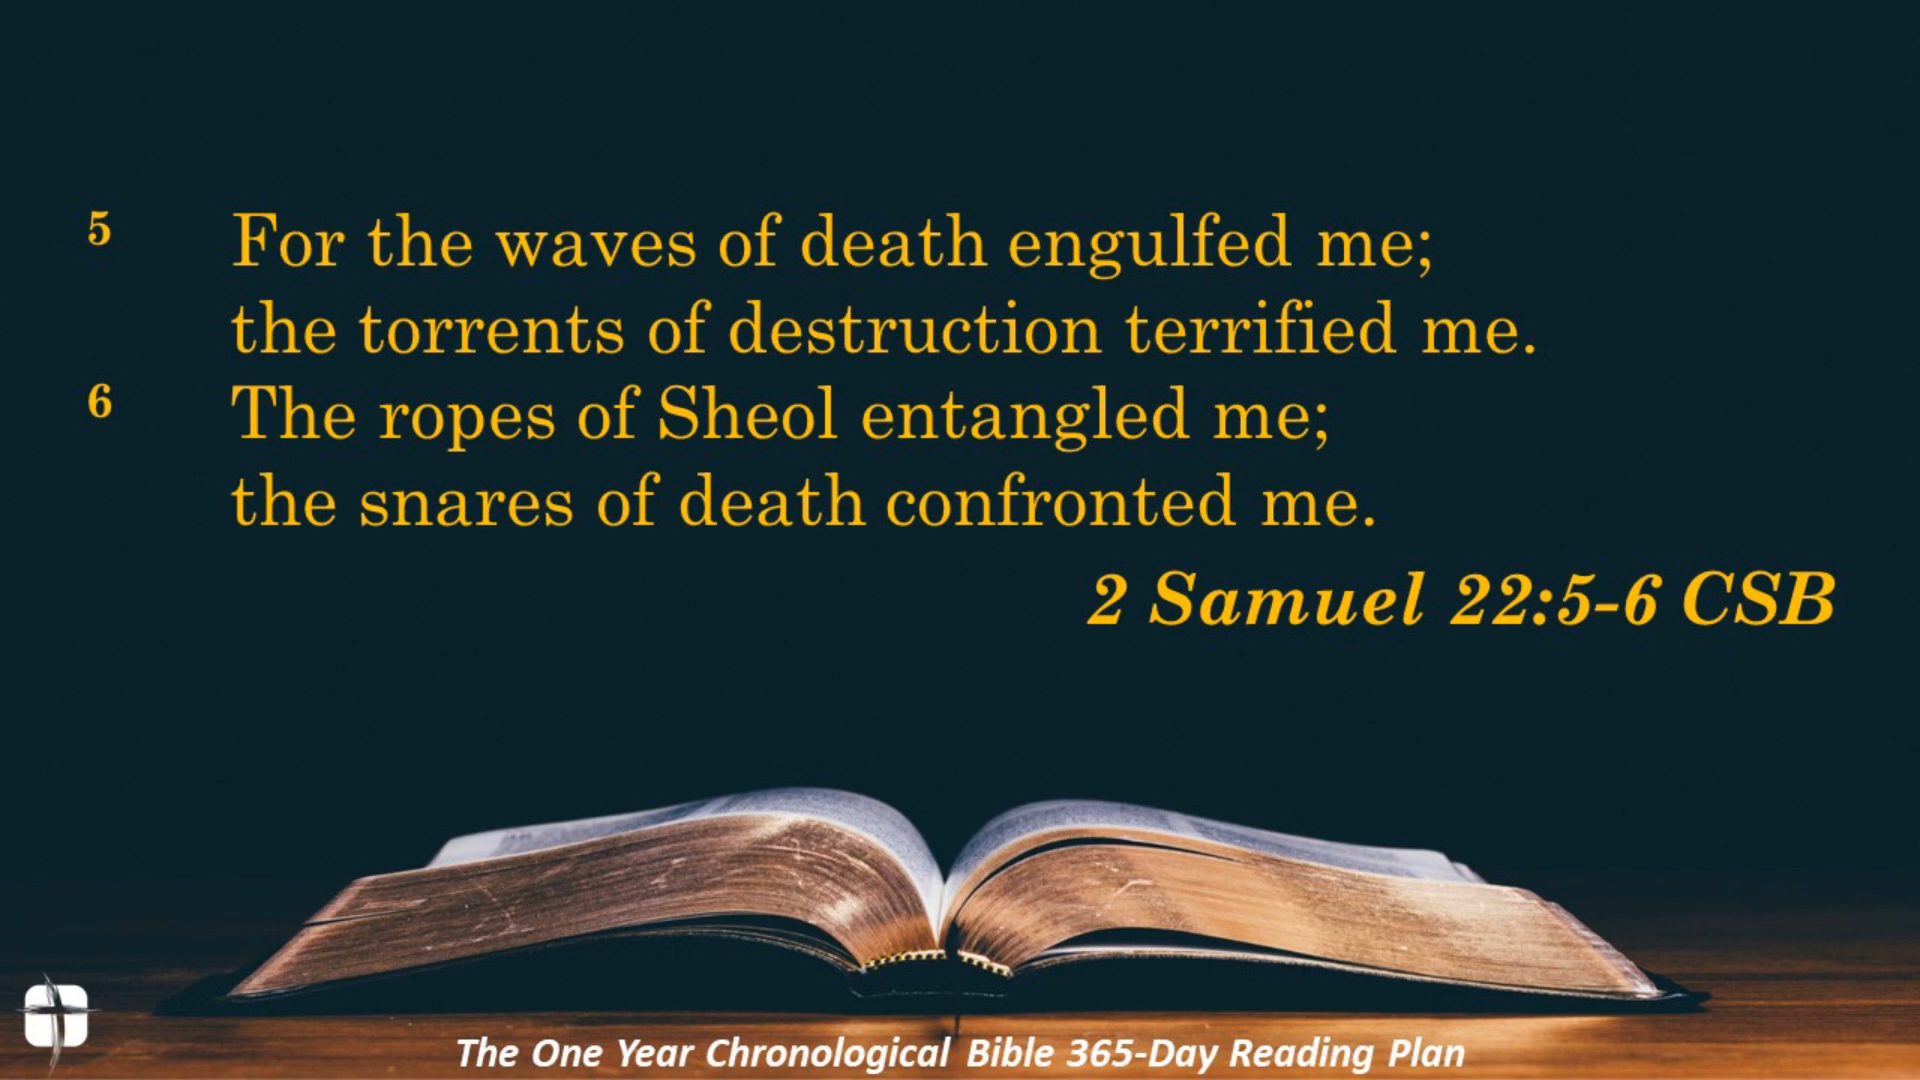 5 For the waves of death engulfed me;
the torrents of destruction terrified me.
6 The ropes of Sheol entangled me;
the snares of death confronted me.
2 Samuel 22:5-6 CSB
The One Year Chronological Bible 365-Day Reading Plan